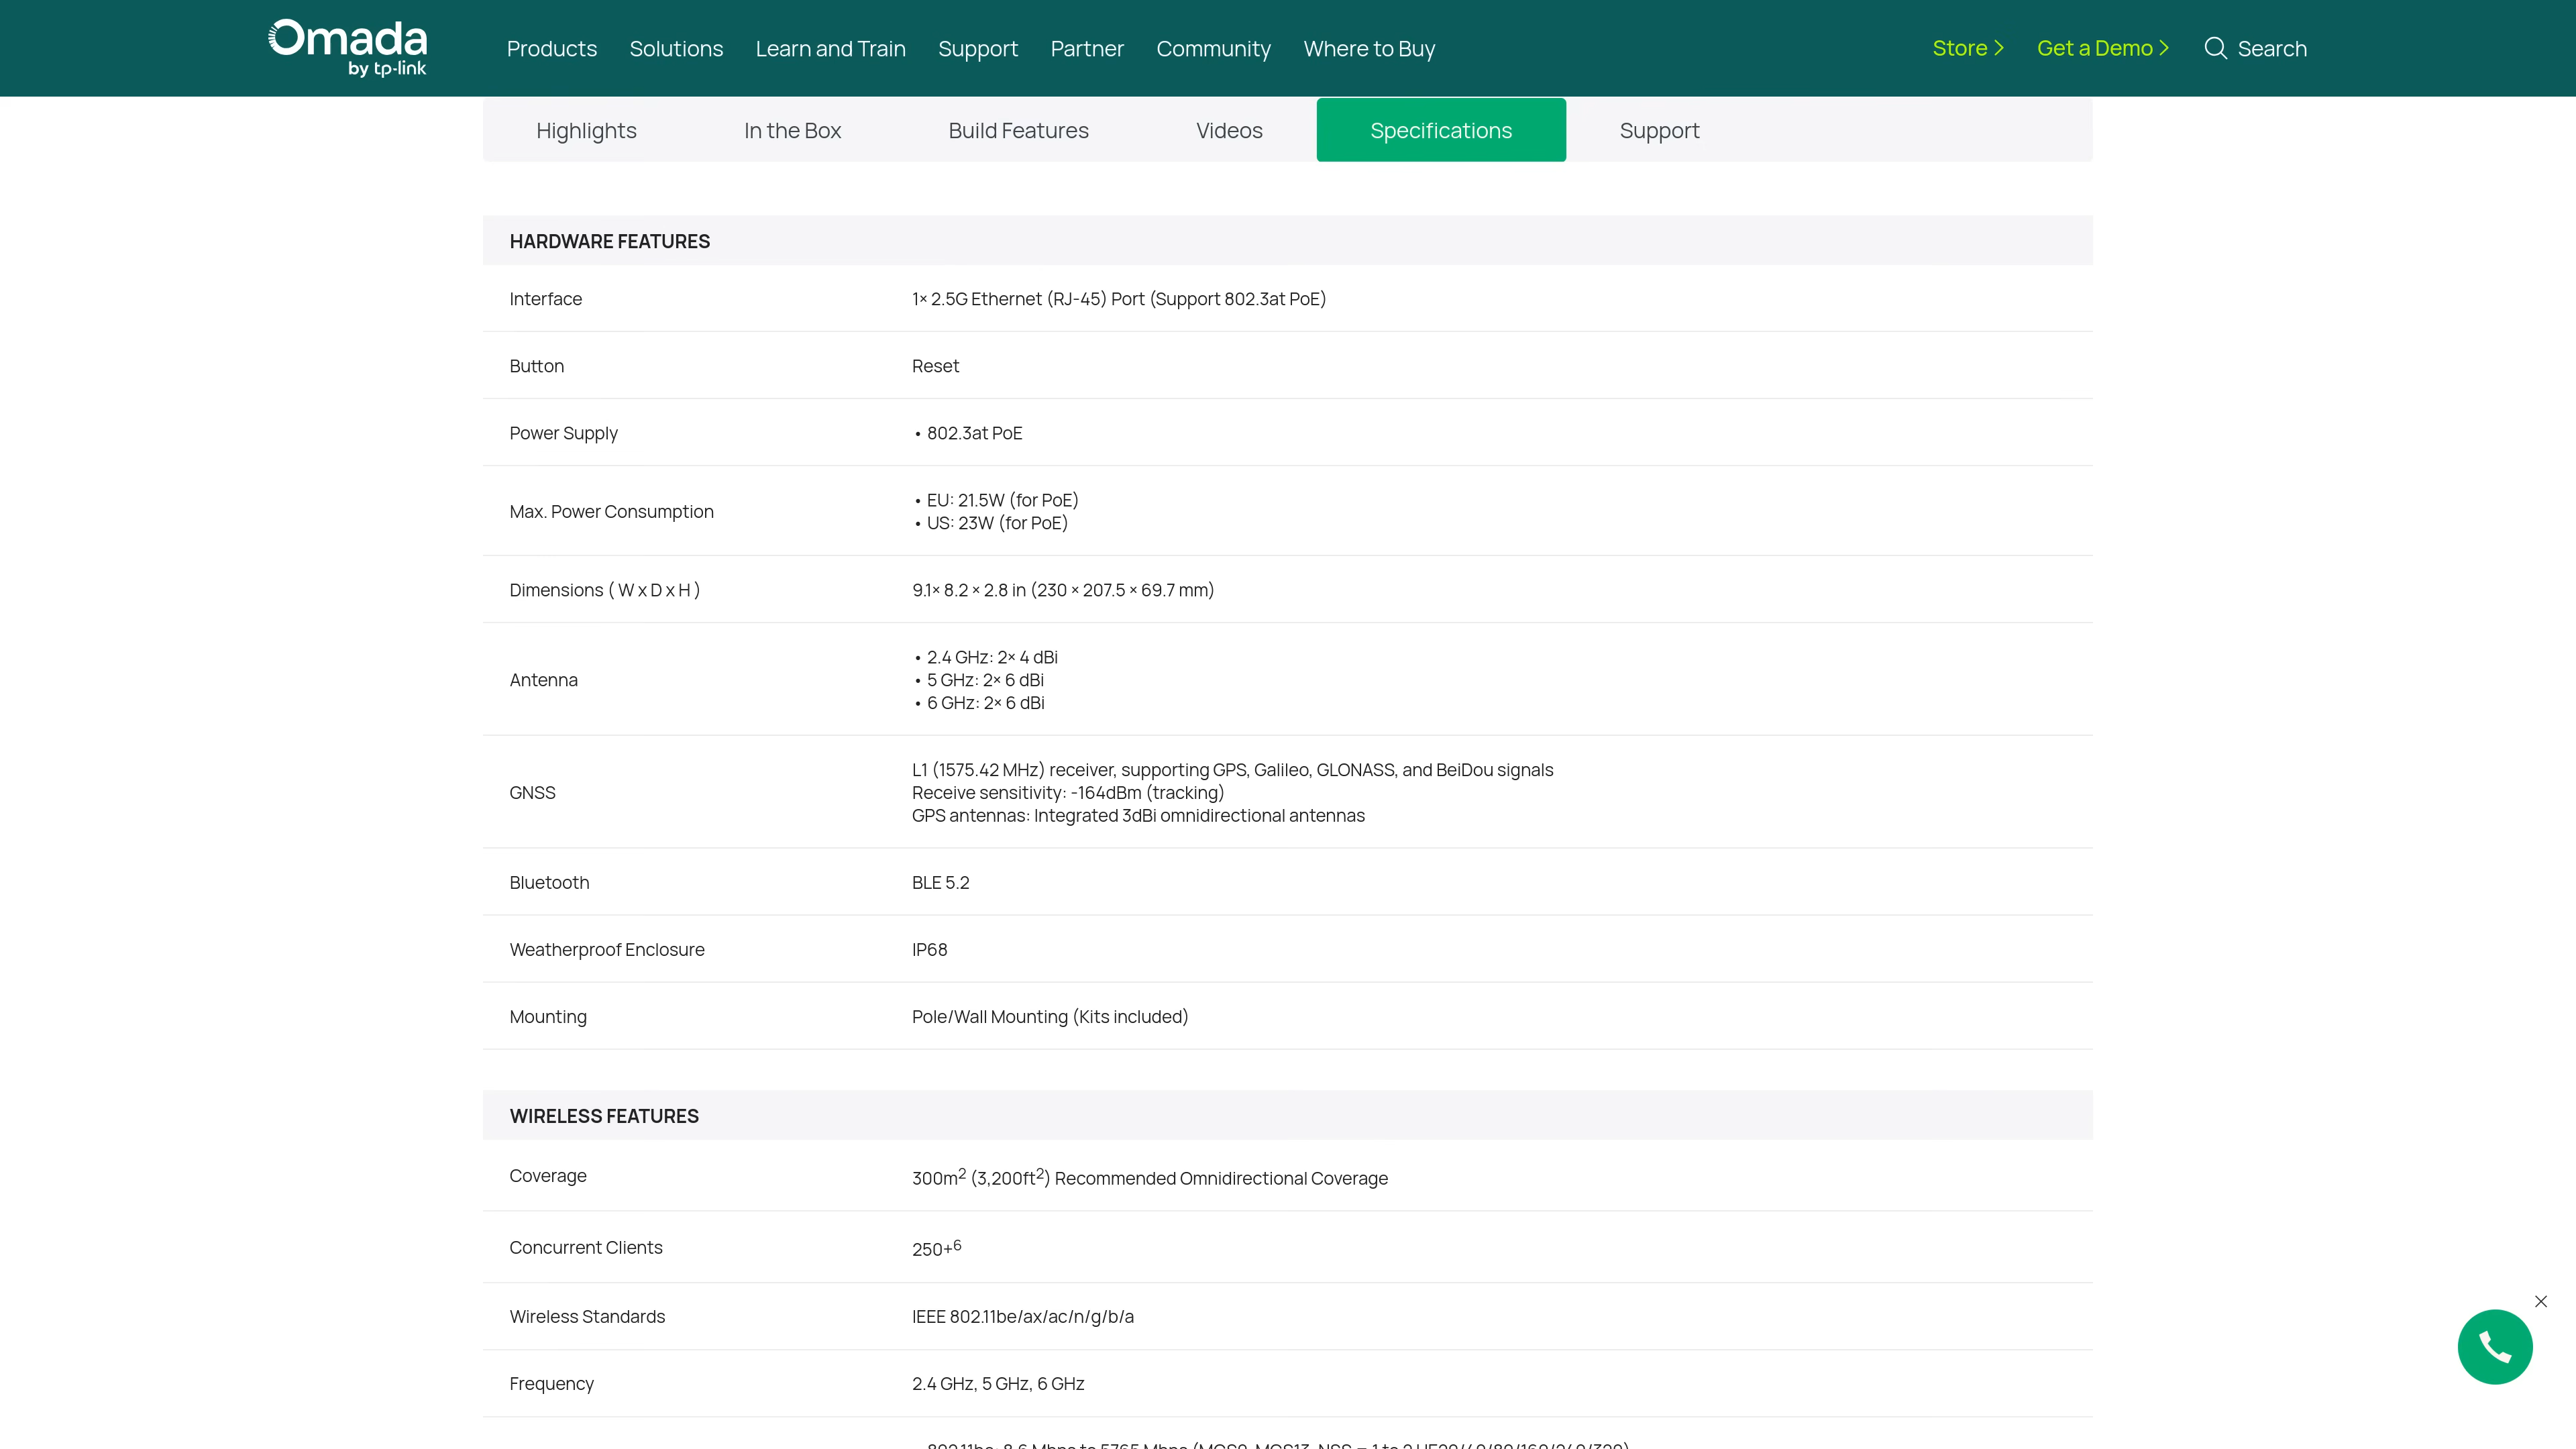 Omada
by tp-link
Products Solutions Learn and Train Support Partner Community Where to Buy Store Get a Demo Search
Highlights In the Box Build Features Videos Specifications Support
HARDWARE FEATURES
Interface 1× 2.5G Ethernet (RJ-45) Port (Support 802.3at PoE)
Button Reset
Power Supply • 802.3at PoE
Max. Power Consumption
• EU: 21.5W (for PoE)
• US: 23W (for PoE)
Dimensions ( W x D x H ) 9.1× 8.2 × 2.8 in (230 × 207.5 × 69.7 mm)
Antenna
• 2.4 GHz: 2× 4 dBi
• 5 GHz: 2× 6 dBi
• 6 GHz: 2× 6 dBi
GNSS
L1 (1575.42 MHz) receiver, supporting GPS, Galileo, GLONASS, and BeiDou signals
Receive sensitivity: -164dBm (tracking)
GPS antennas: Integrated 3dBi omnidirectional antennas
Bluetooth BLE 5.2
Weatherproof Enclosure IP68
Mounting Pole/Wall Mounting (Kits included)
WIRELESS FEATURES
Coverage 300m² (3,200ft²) Recommended Omnidirectional Coverage
Concurrent Clients 250+⁶
Wireless Standards IEEE 802.11be/ax/ac/n/g/b/a
Frequency 2.4 GHz, 5 GHz, 6 GHz